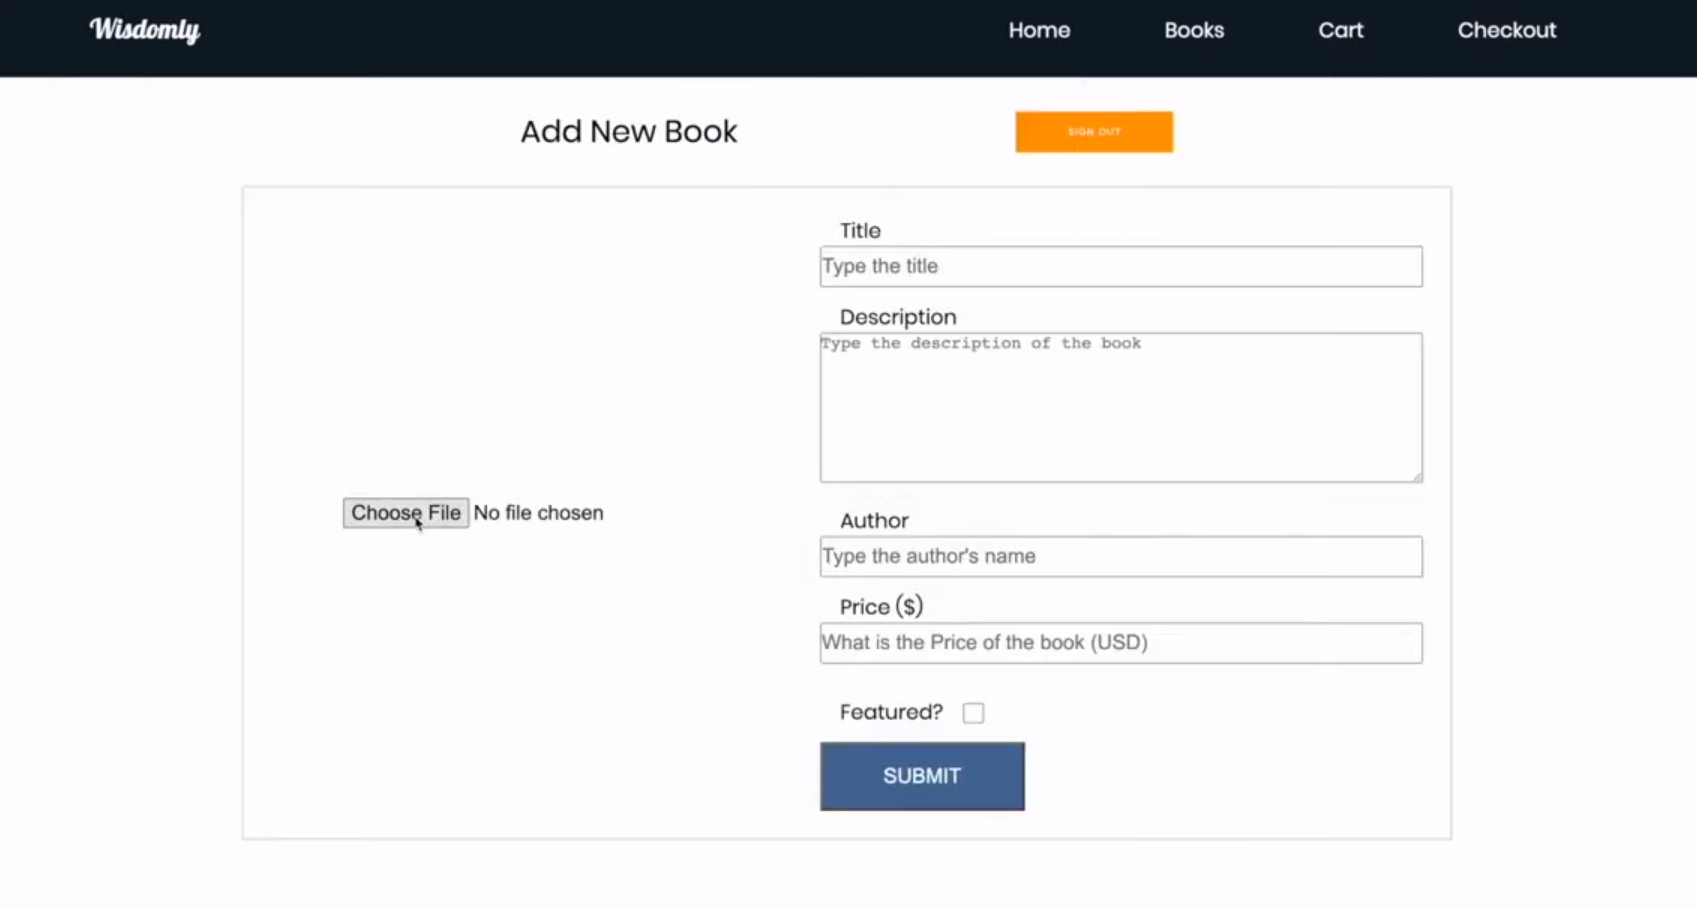 Wisdomly
Home Books Cart Checkout
Add New Book
SIGN OUT
Title
Type the title
Description
Type the description of the book
Choose File No file chosen
Author
Type the author's name
Price ($)
What is the Price of the book (USD)
Featured?
SUBMIT